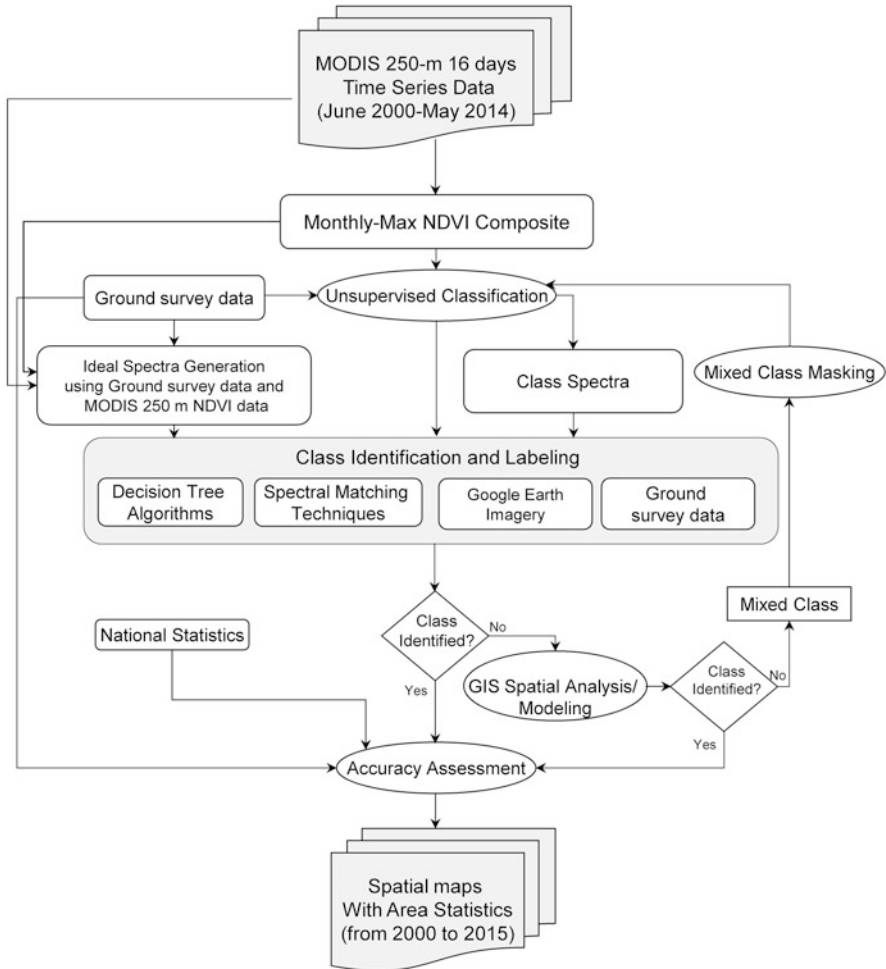 MODIS 250-m 16 days
Time Series Data
(June 2000-May 2014)
Monthly-Max NDVI Composite
Ground survey data
Unsupervised Classification
Ideal Spectra Generation
using Ground survey data and
MODIS 250 m NDVI data
Class Spectra
Mixed Class Masking
Class Identification and Labeling
Decision Tree
Algorithms
Spectral Matching
Techniques
Google Earth
Imagery
Ground
survey data
Mixed Class
National Statistics
Class
Identified?
No
Yes
GIS Spatial Analysis/
Modeling
Class
Identified?
No
Yes
Accuracy Assessment
Spatial maps
With Area Statistics
(from 2000 to 2015)